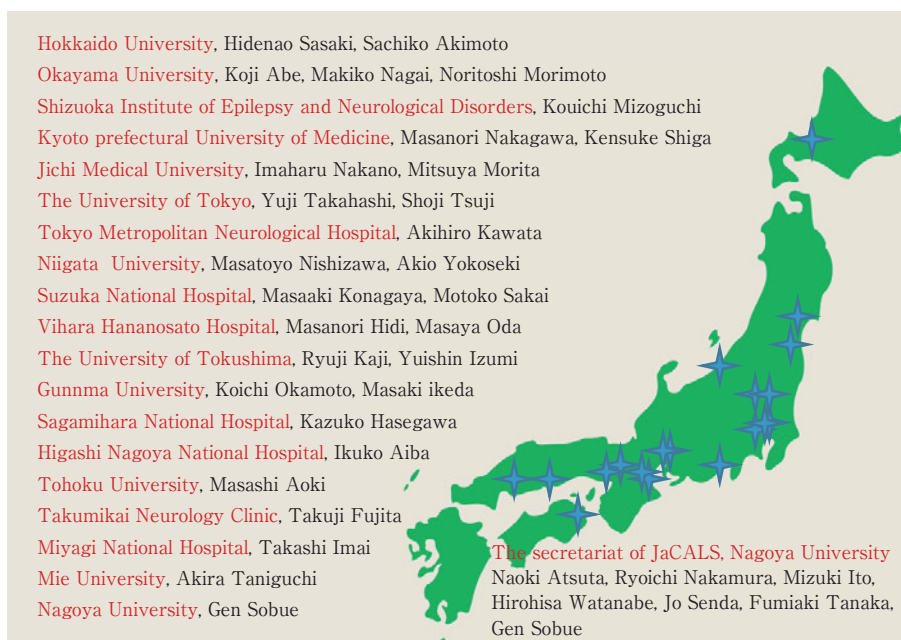 Hokkaido University, Hidenao Sasaki, Sachiko Akimoto
Okayama University, Koji Abe, Makiko Nagai, Noritoshi Morimoto
Shizuoka Institute of Epilepsy and Neurological Disorders, Kouichi Mizoguchi
Kyoto prefectural University of Medicine, Masanori Nakagawa, Kensuke Shiga
Jichi Medical University, Imaharu Nakano, Mitsuya Morita
The University of Tokyo, Yuji Takahashi, Shoji Tsuji
Tokyo Metropolitan Neurological Hospital, Akihiro Kawata
Niigata University, Masatoyo Nishizawa, Akio Yokoseki
Suzuka National Hospital, Masaaki Konagaya, Motoko Sakai
Vihara Hananosato Hospital, Masanori Hidi, Masaya Oda
The University of Tokushima, Ryuji Kaji, Yuishin Izumi
Gunnma University, Koichi Okamoto, Masaki ikeda
Sagamihara National Hospital, Kazuko Hasegawa
Higashi Nagoya National Hospital, Ikuko Aiba
Tohoku University, Masashi Aoki
Takumikai Neurology Clinic, Takuji Fujita
Miyagi National Hospital, Takashi Imai
Mie University, Akira Taniguchi
Nagoya University, Gen Sobue
The secretariat of JaCALS, Nagoya University
Naoki Atsuta, Ryoichi Nakamura, Mizuki Ito,
Hirohisa Watanabe, Jo Senda, Fumiaki Tanaka,
Gen Sobue